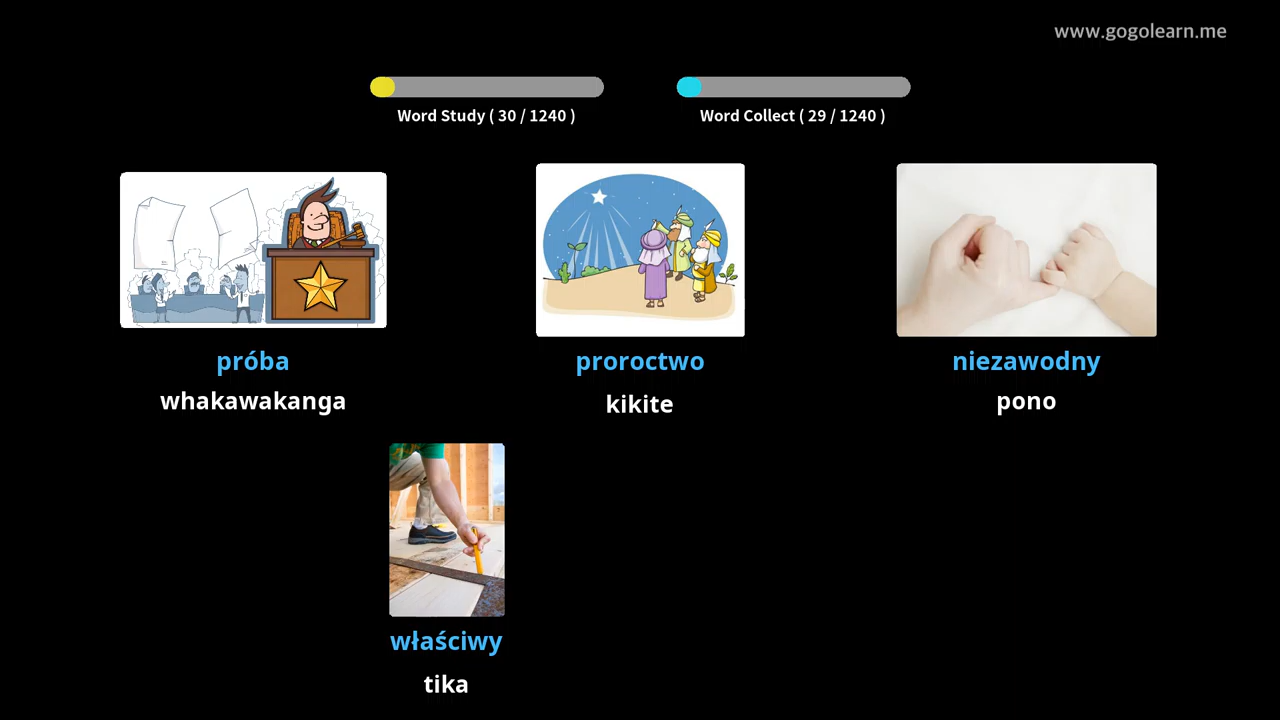 www.gogolearn.me
Word Study ( 30 / 1240 )
Word Collect ( 29 / 1240 )
próba
proroctwo
niezawodny
whakawakanga
kikite
pono
właściwy
tika